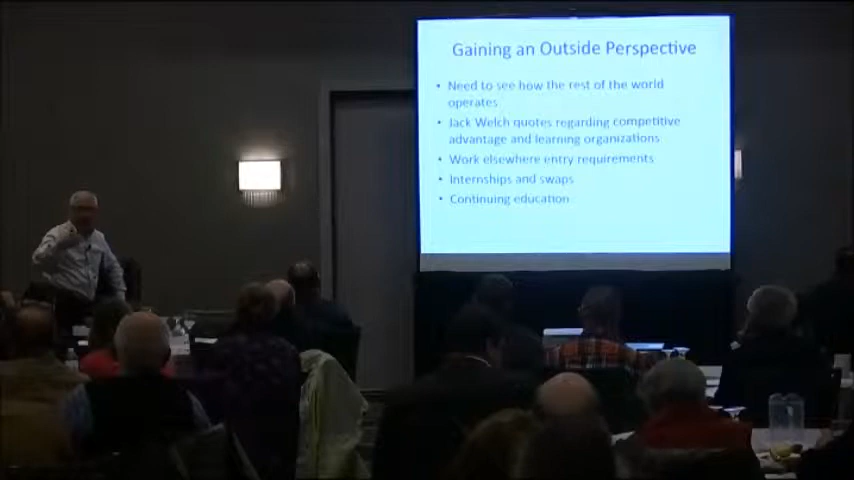 Gaining an Outside Perspective
• Need to see how the rest of the world
operates
• Jack Welch quotes regarding competitive
advantage and learning organizations
• Work elsewhere entry requirements
• Internships and swaps
• Continuing education